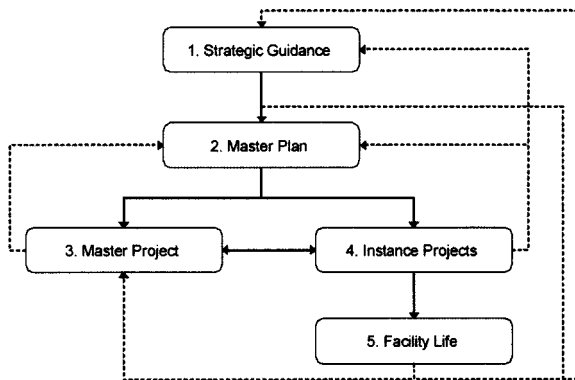 1. Strategic Guidance
2. Master Plan
3. Master Project
4. Instance Projects
5. Facility Life